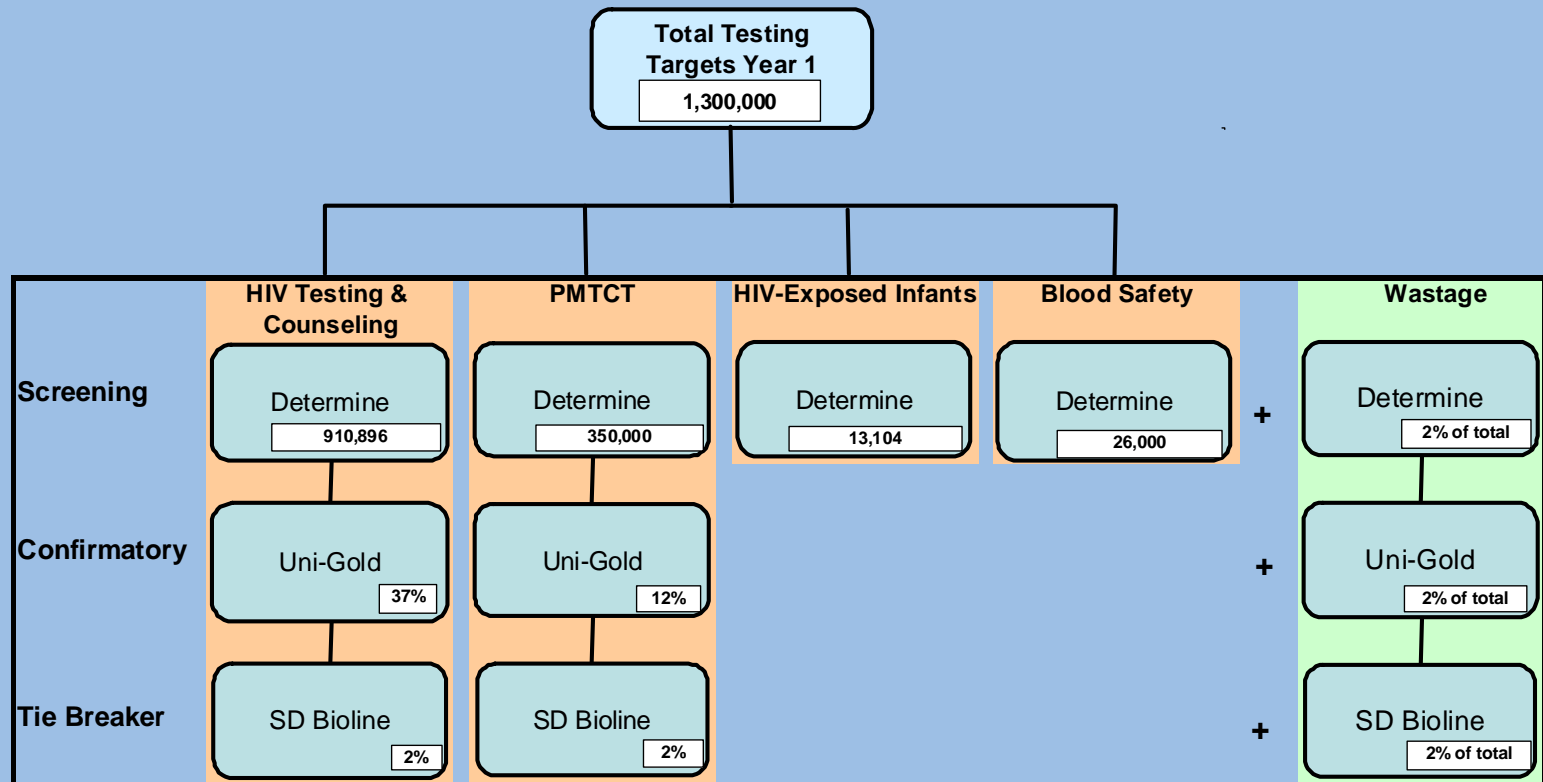 Total Testing
Targets Year 1
1,300,000
HIV Testing &
Counseling
PMTCT
HIV-Exposed Infants
Blood Safety
Wastage
Screening
Determine
910,896
Determine
350,000
Determine
13,104
Determine
26,000
+
Determine
2% of total
Confirmatory
Uni-Gold
37%
Uni-Gold
12%
+
Uni-Gold
2% of total
Tie Breaker
SD Bioline
2%
SD Bioline
2%
+
SD Bioline
2% of total